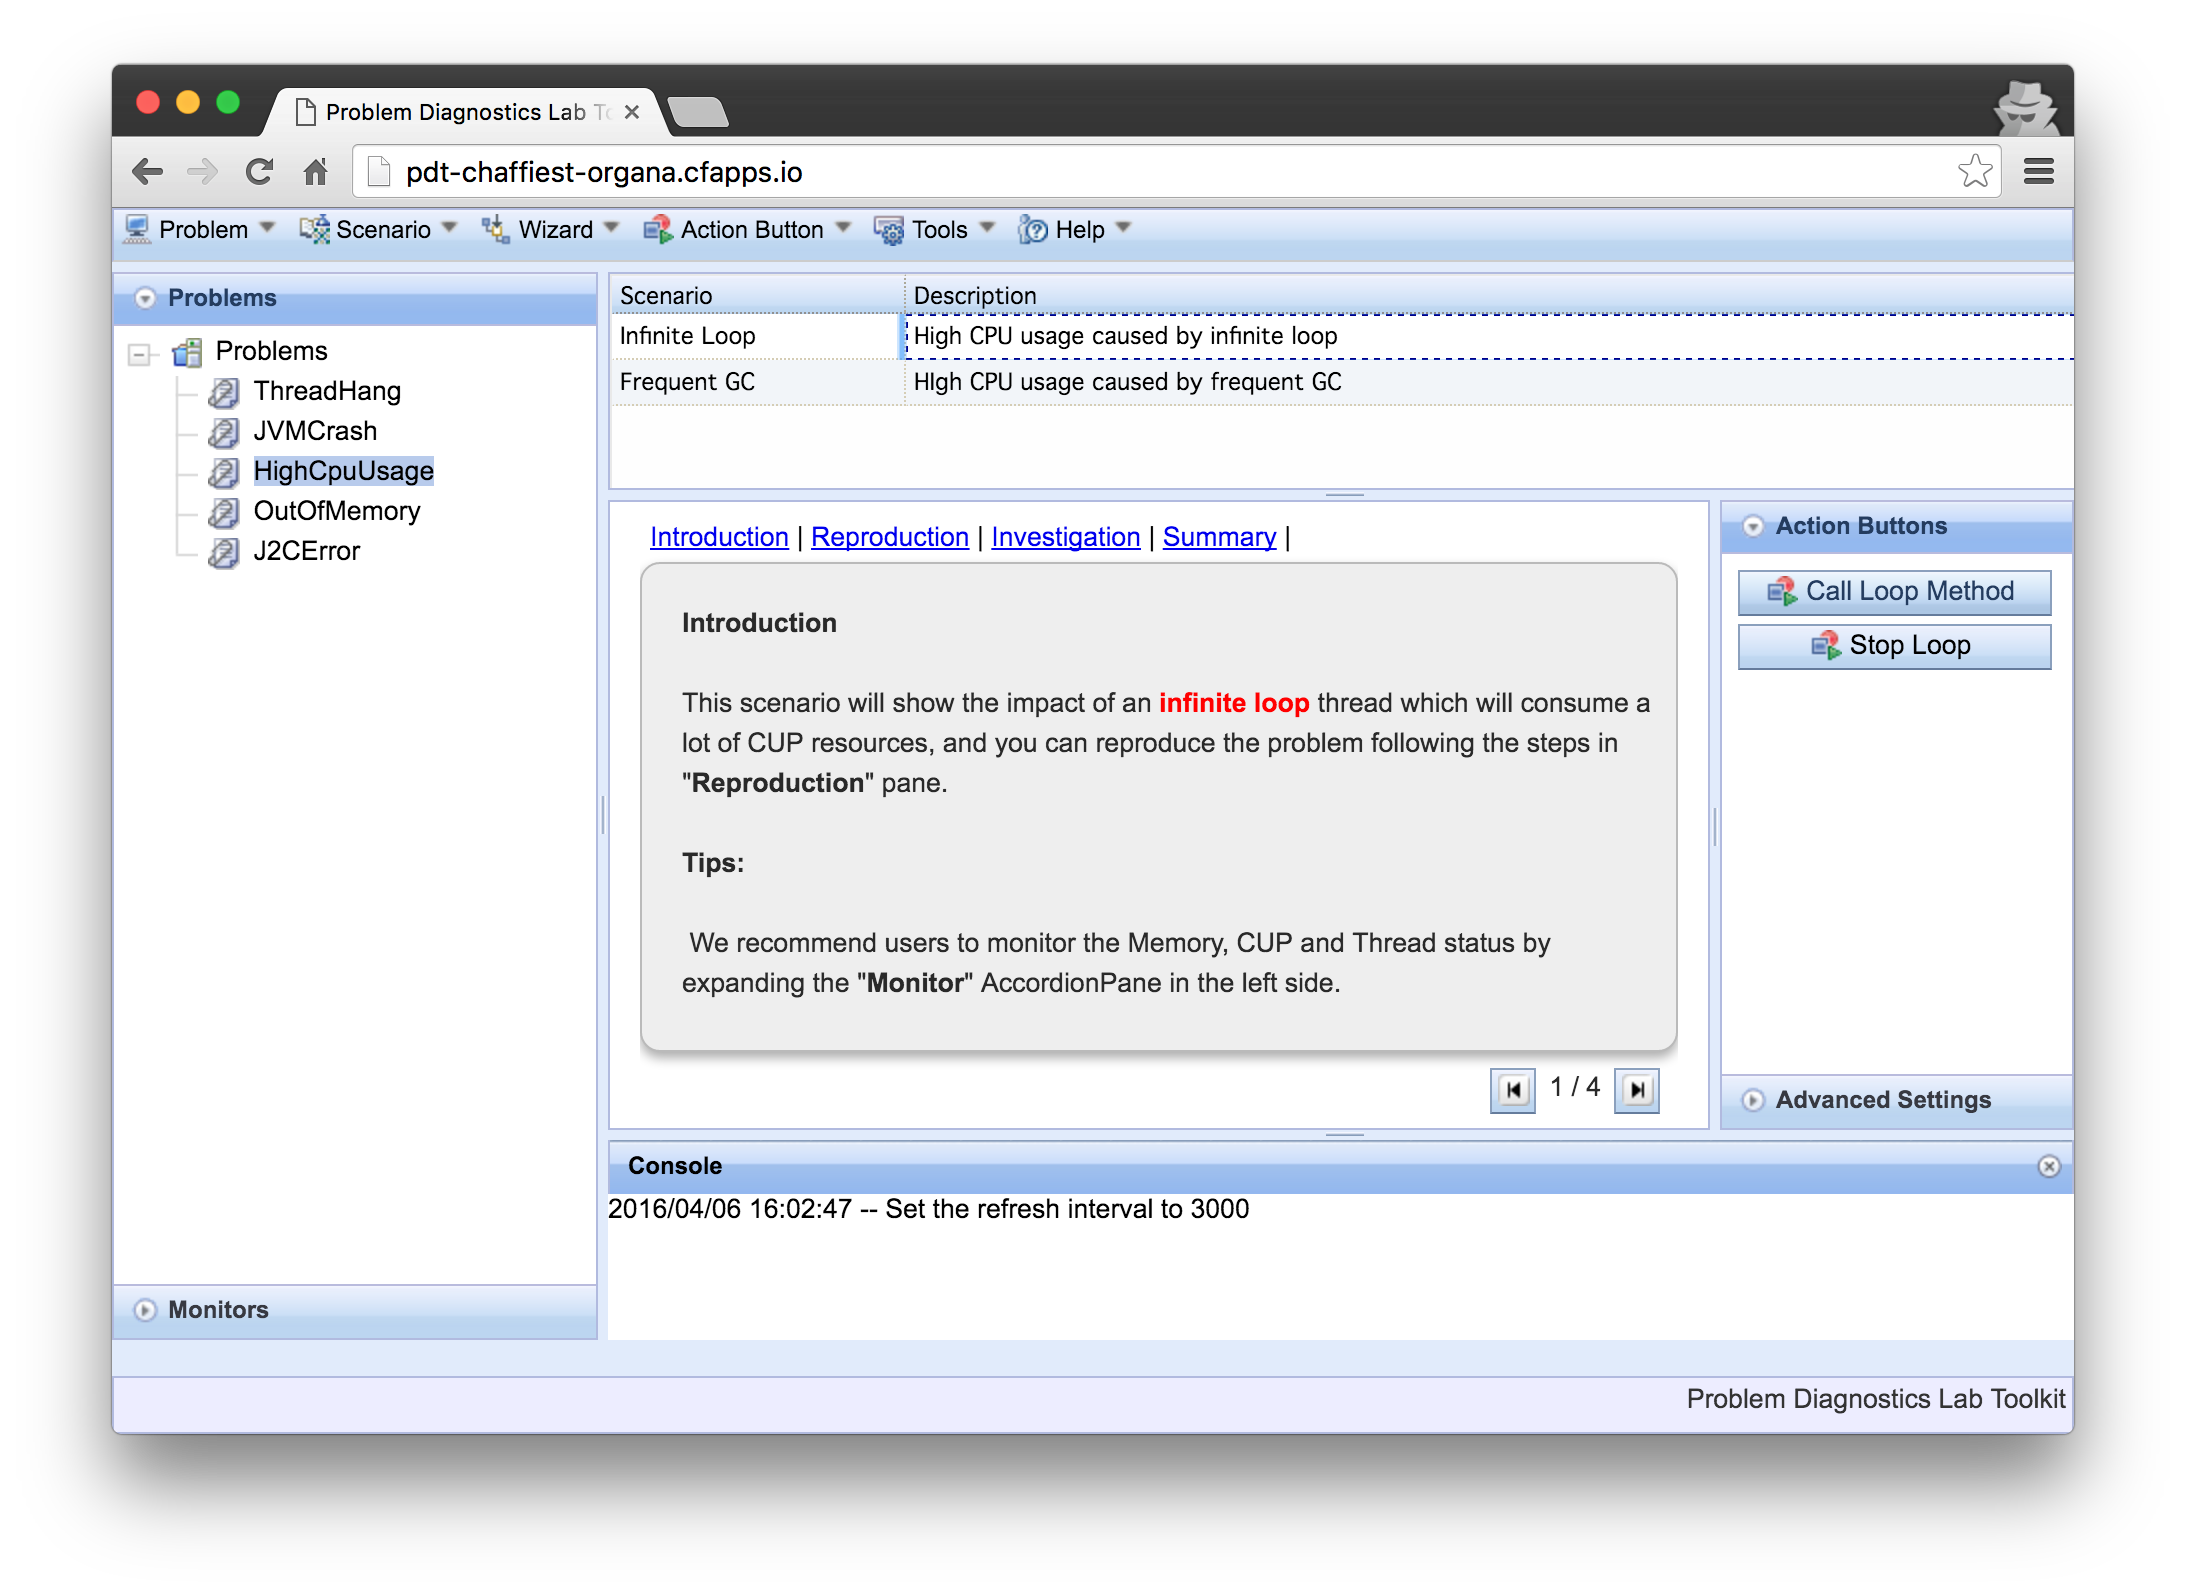 Problem Diagnostics Lab To
pdt-chaffiest-organa.cfapps.io
Problem Scenario Wizard Action Button Tools Help
Problems
Problems
ThreadHang
JVMCrash
HighCpuUsage
OutOfMemory
J2CError
Monitors
Scenario Description
Infinite Loop High CPU usage caused by infinite loop
Frequent GC HIgh CPU usage caused by frequent GC
Introduction | Reproduction | Investigation | Summary |
Introduction
This scenario will show the impact of an infinite loop thread which will consume a
lot of CUP resources, and you can reproduce the problem following the steps in
"Reproduction" pane.
Tips:
We recommend users to monitor the Memory, CUP and Thread status by
expanding the "Monitor" AccordionPane in the left side.
1 / 4
Action Buttons
Call Loop Method
Stop Loop
Advanced Settings
Console
2016/04/06 16:02:47 -- Set the refresh interval to 3000
Problem Diagnostics Lab Toolkit